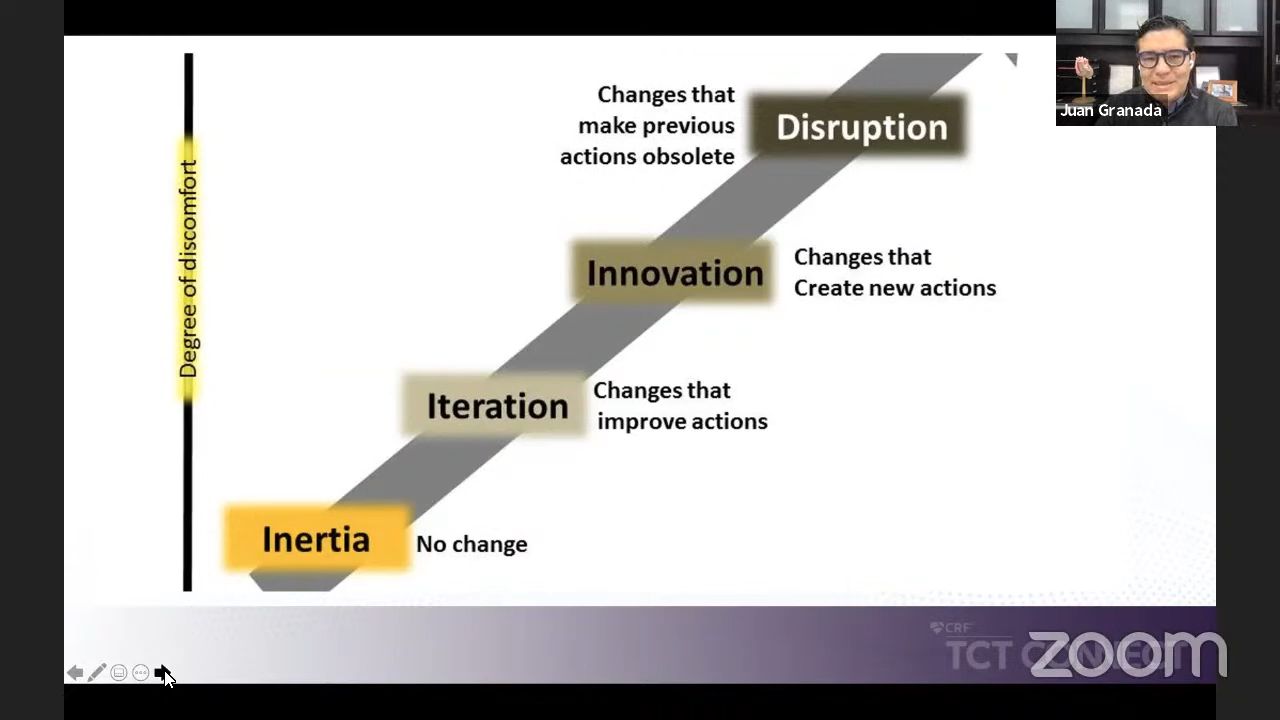 Juan Granada
Changes that
make previous
actions obsolete
Disruption
Degree of discomfort
Innovation
Changes that
Create new actions
Iteration
Changes that
improve actions
Inertia
No change
CRF
TCT CONNECT
zoom